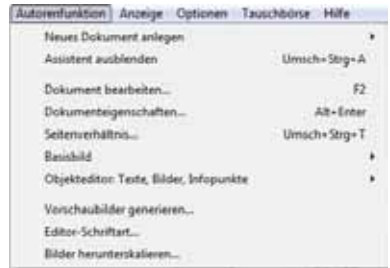 Autorenfunktion Anzeige Optionen Tauschbörse Hilfe
Neues Dokument anlegen
Assistent ausblenden Umsch+Strg+A
Dokument bearbeiten... F2
Dokumenteigenschaften... Alt+Enter
Seitenverhältnis... Umsch+Strg+T
Basisbild
Objekteditor: Texte, Bilder, Infopunkte
Vorschaubilder generieren...
Editor-Schriftart...
Bilder herunterskalieren...